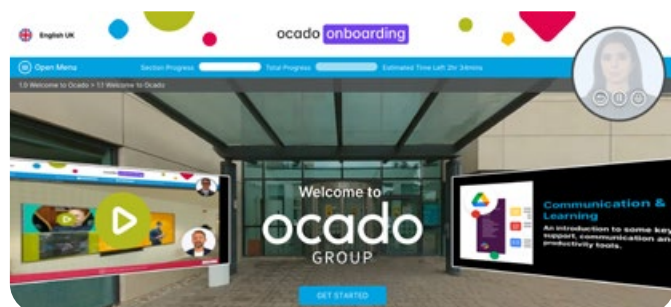 English UK
ocado onboarding
Open Menu
Section Progress:
Total Progress:
Estimated Time Left 2hr 34mins
1.0 Welcome to Ocado > 1.1 Welcome to Ocado
Welcome to
ocado
GROUP
GET STARTED
Communication &
Learning
An introduction to some key
support, communication and
productivity tools.